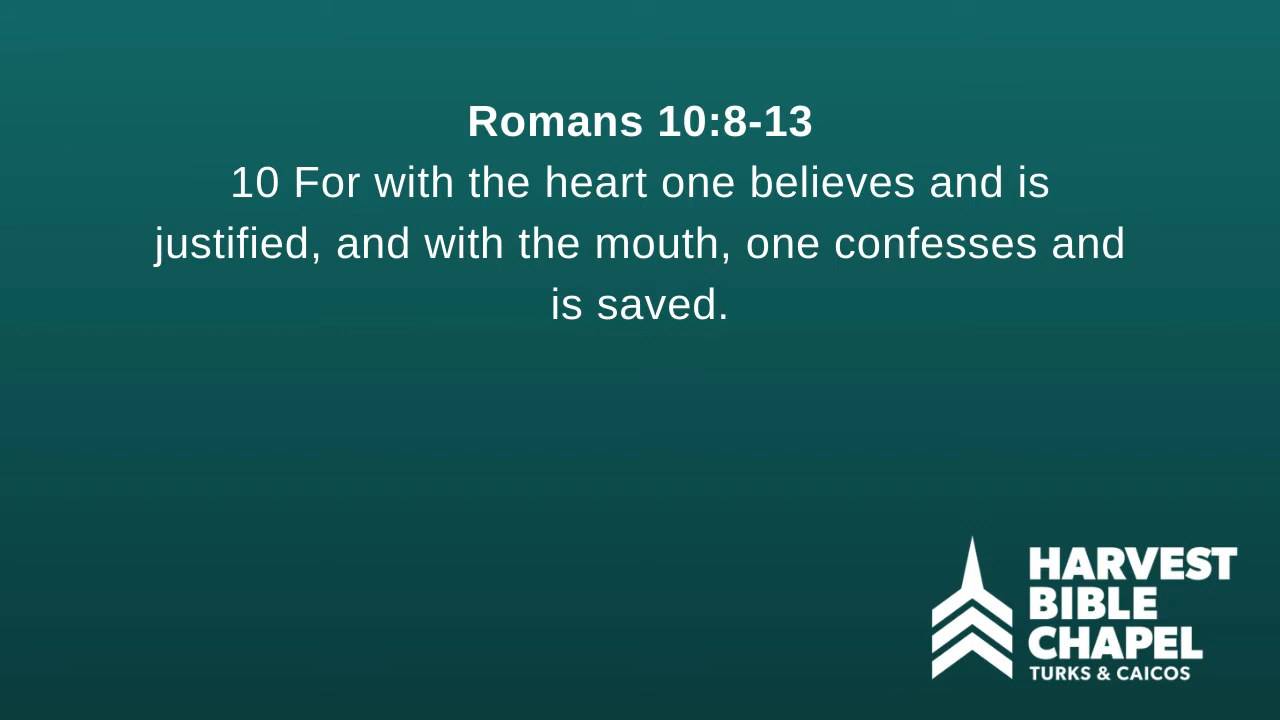 Romans 10:8-13
10 For with the heart one believes and is
justified, and with the mouth, one confesses and
is saved.
HARVEST
BIBLE
CHAPEL
TURKS & CAICOS